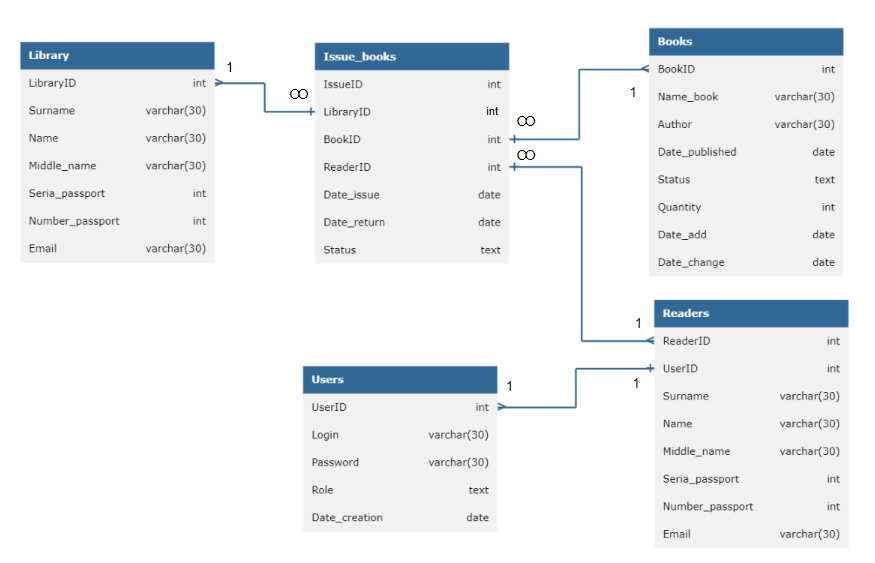 Library
LibraryID int
Surname varchar(30)
Name varchar(30)
Middle_name varchar(30)
Seria_passport int
Number_passport int
Email varchar(30)
1
∞
Issue_books
IssueID int
LibraryID int
BookID int
ReaderID int
Date_issue date
Date_return date
Status text
∞
∞
1
Books
BookID int
Name_book varchar(30)
Author varchar(30)
Date_published date
Status text
Quantity int
Date_add date
Date_change date
Users
UserID int
Login varchar(30)
Password varchar(30)
Role text
Date_creation date
1
1
1
Readers
ReaderID int
UserID int
Surname varchar(30)
Name varchar(30)
Middle_name varchar(30)
Seria_passport int
Number_passport int
Email varchar(30)